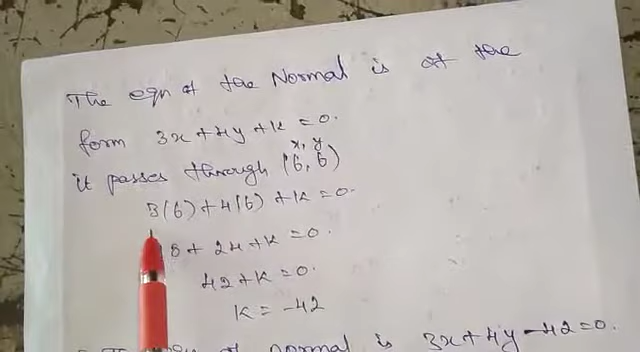 The eqn of the Normal is of the
form 3x + 4y + k = 0.
x, y
it passes through (6, 6)
3(6) + 4(6) + k = 0.
8 + 24 + k = 0.
42 + k = 0.
k = -42
of normal is 3x + 4y - 42 = 0.